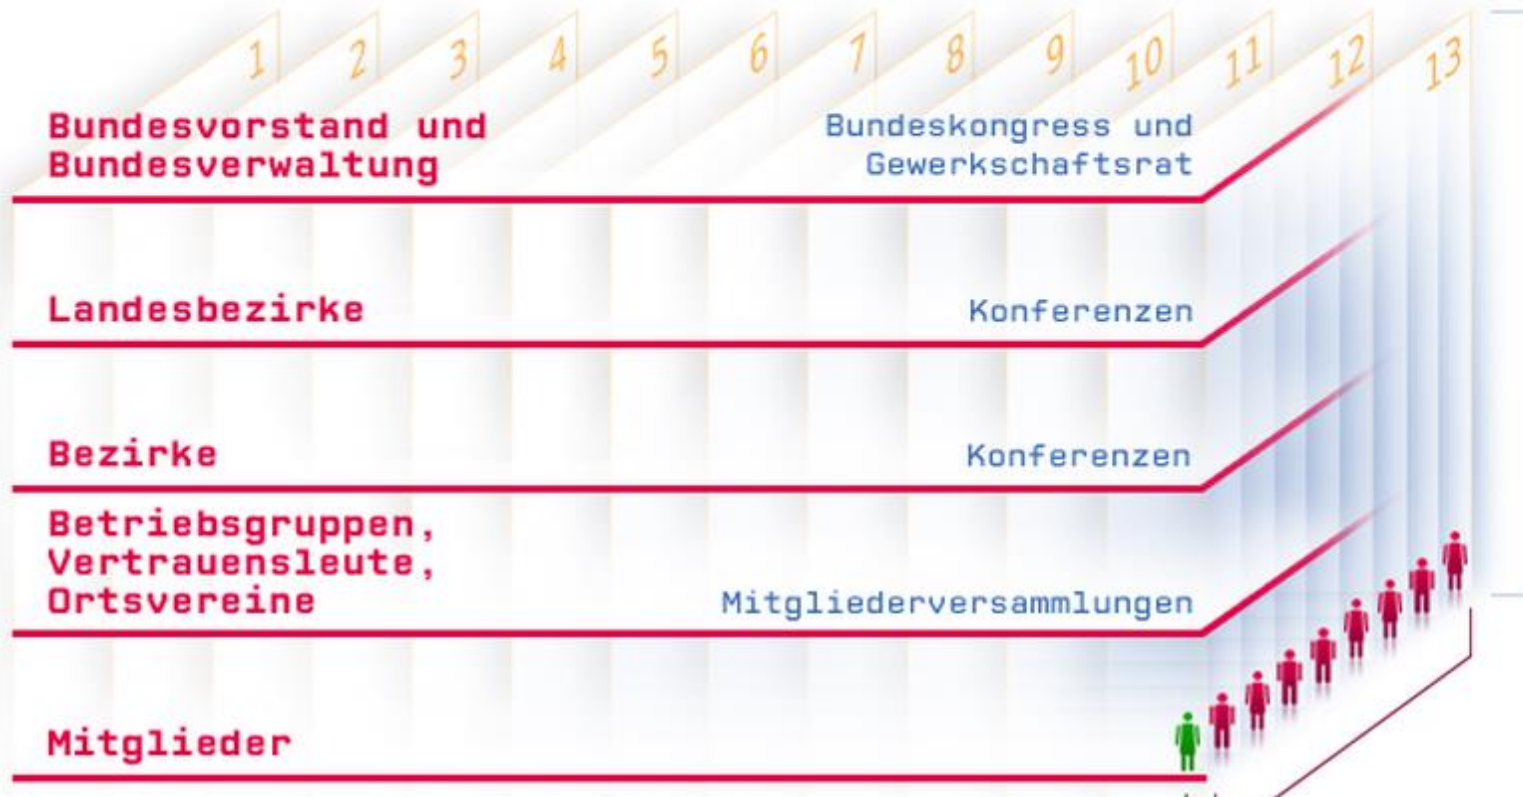 1 2 3 4 5 6 7 8 9 10 11 12 13
Bundesvorstand und
Bundesverwaltung
Bundeskongress und
Gewerkschaftsrat
Landesbezirke
Konferenzen
Bezirke
Konferenzen
Betriebsgruppen,
Vertrauensleute,
Ortsvereine
Mitgliederversammlungen
Mitglieder